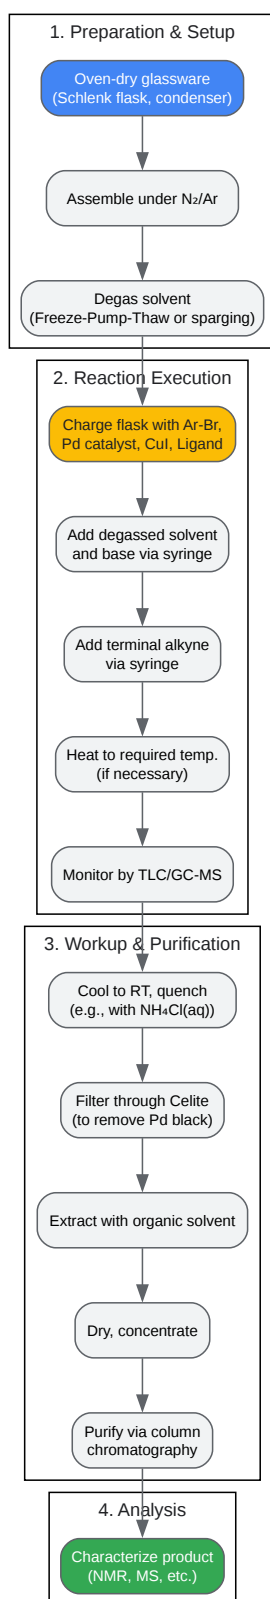 1. Preparation & Setup
Oven-dry glassware
(Schlenk flask, condenser)
Assemble under N₂/Ar
Degas solvent
(Freeze-Pump-Thaw or sparging)
2. Reaction Execution
Charge flask with Ar-Br,
Pd catalyst, CuI, Ligand
Add degassed solvent
and base via syringe
Add terminal alkyne
via syringe
Heat to required temp.
(if necessary)
Monitor by TLC/GC-MS
3. Workup & Purification
Cool to RT, quench
(e.g., with NH₄Cl(aq))
Filter through Celite
(to remove Pd black)
Extract with organic solvent
Dry, concentrate
Purify via column
chromatography
4. Analysis
Characterize product
(NMR, MS, etc.)